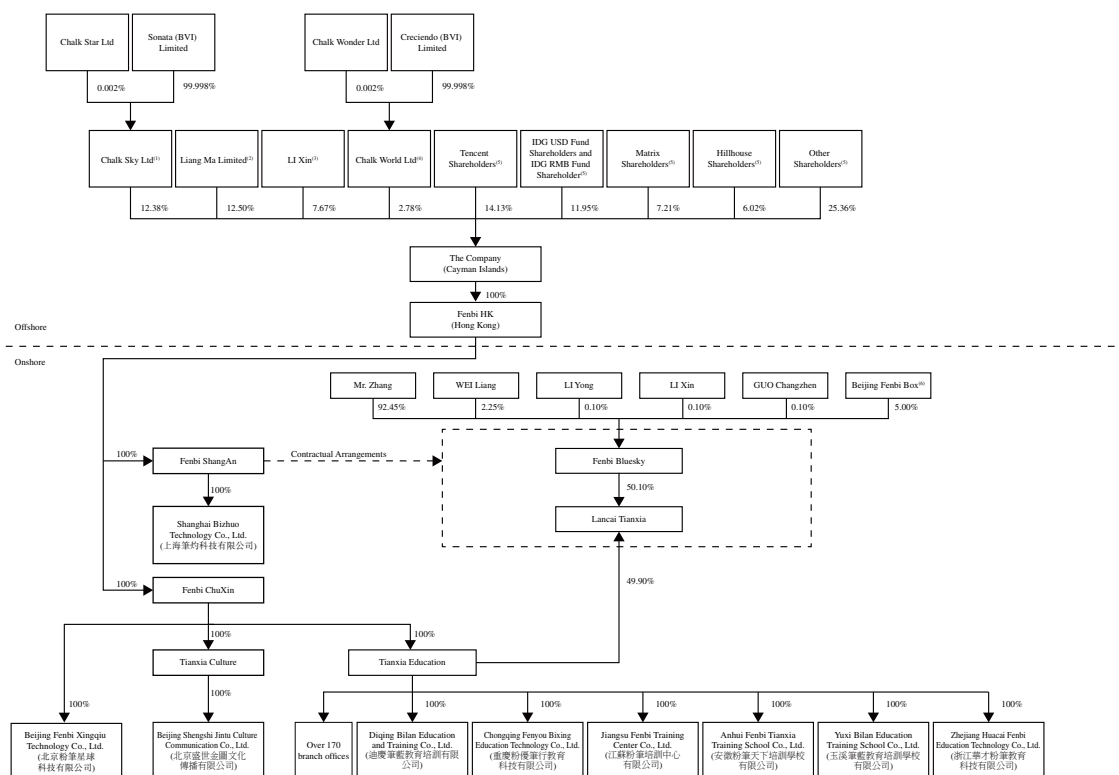 Chalk Star Ltd
Sonata (BVI)
Limited
Chalk Wonder Ltd
Creciendo (BVI)
Limited
0.002%
99.998%
0.002%
99.998%
Chalk Sky Ltd(1)
Liang Ma Limited(2)
LI Xin(3)
Chalk World Ltd(4)
Tencent
Shareholders(5)
IDG USD Fund
Shareholders and
IDG RMB Fund
Shareholder(5)
Matrix
Shareholders(5)
Hillhouse
Shareholders(5)
Other
Shareholders(5)
12.38%
12.50%
7.67%
2.78%
14.13%
11.95%
7.21%
6.02%
25.36%
The Company
(Cayman Islands)
100%
Fenbi HK
(Hong Kong)
Offshore
Onshore
Mr. Zhang
WEI Liang
LI Yong
LI Xin
GUO Changzhen
Beijing Fenbi Box(6)
92.45%
2.25%
0.10%
0.10%
0.10%
5.00%
100%
Fenbi ShangAn
Contractual Arrangements
Fenbi Bluesky
100%
50.10%
Shanghai Bizhuo
Technology Co., Ltd.
(上海筆灼科技有限公司)
Lancai Tianxia
100%
Fenbi ChuXin
49.90%
100%
100%
100%
Tianxia Culture
Tianxia Education
100%
100%
100%
100%
100%
100%
100%
100%
100%
Beijing Fenbi Xingqiu
Technology Co., Ltd.
(北京粉筆星球
科技有限公司)
Beijing Shengshi Jintu Culture
Communication Co., Ltd.
(北京盛世金圖文化
傳播有限公司)
Over 170
branch offices
Diqing Bilan Education
and Training Co., Ltd.
(迪慶筆藍教育培訓有限
公司)
Chongqing Fenyou Bixing
Education Technology Co., Ltd.
(重慶粉優筆行教育
科技有限公司)
Jiangsu Fenbi Training
Center Co., Ltd.
(江蘇粉筆培訓中心
有限公司)
Anhui Fenbi Tianxia
Training School Co., Ltd.
(安徽粉筆天下培訓學校
有限公司)
Yuxi Bilan Education
Training School Co., Ltd.
(玉溪筆藍教育培訓學校
有限公司)
Zhejiang Huacai Fenbi
Education Technology Co., Ltd.
(浙江華才粉筆教育
科技有限公司)